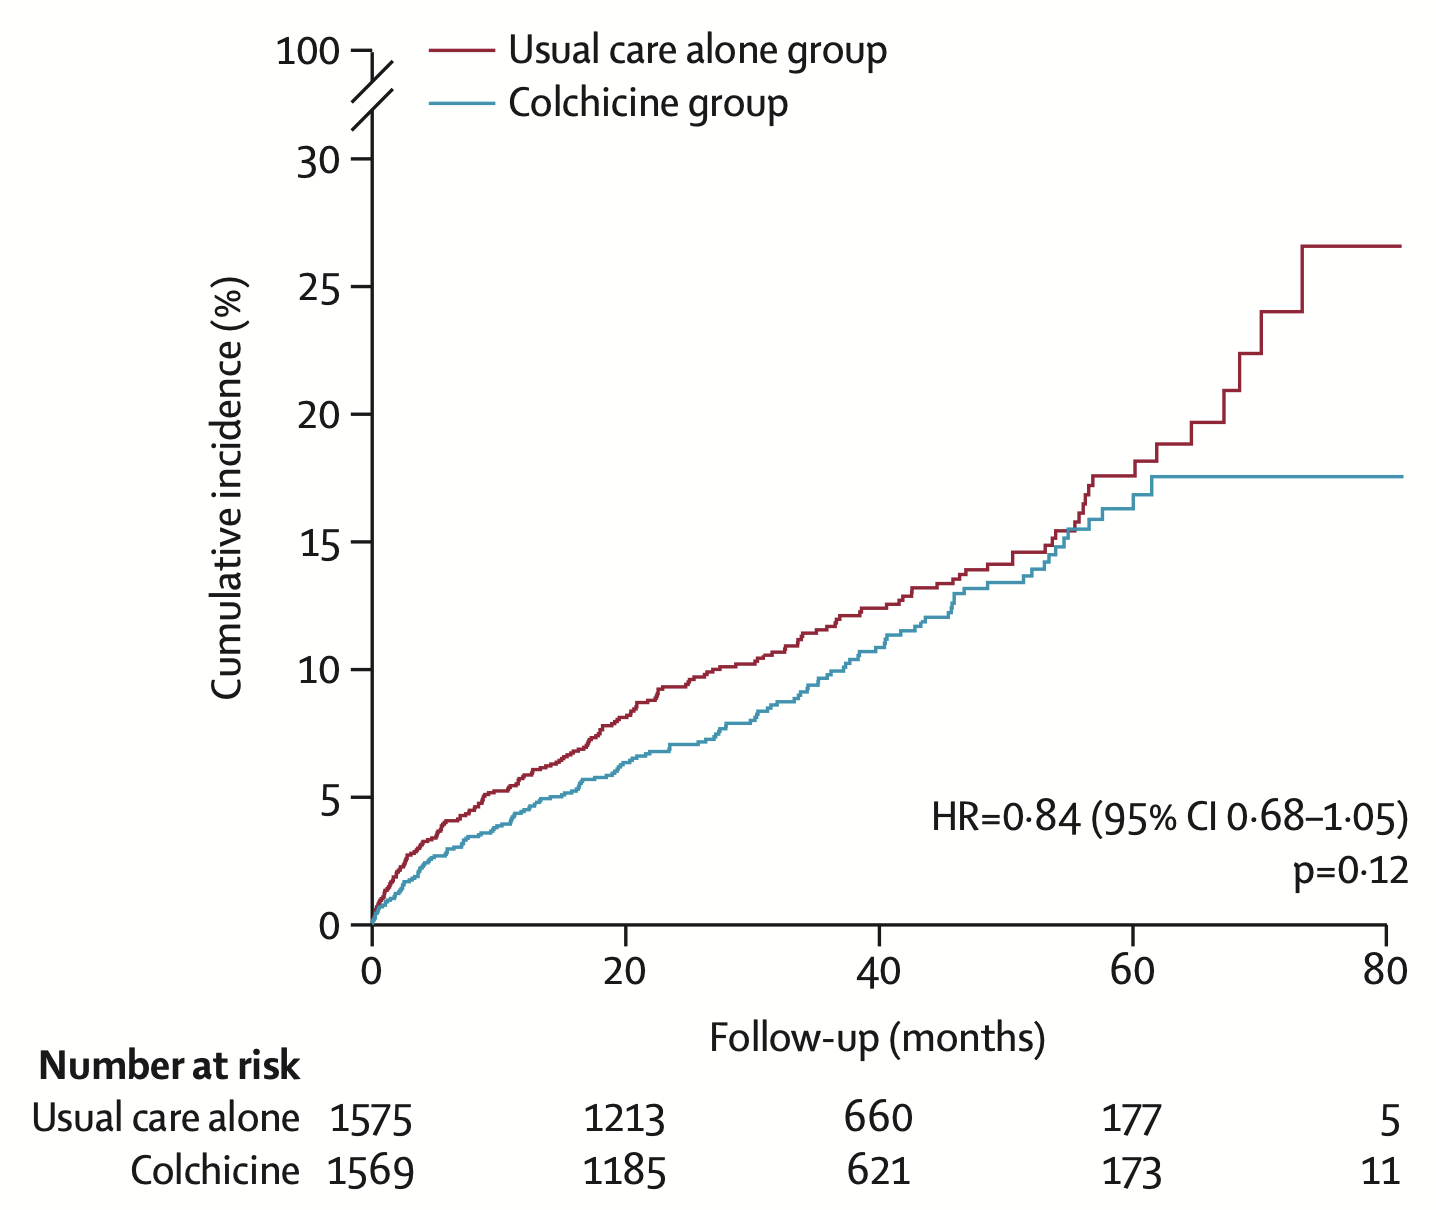 100
Usual care alone group
Colchicine group
30
25
20
15
10
5
0
Cumulative incidence (%)
HR=0·84 (95% CI 0·68–1·05)
p=0·12
0 20 40 60 80
Follow-up (months)
Number at risk
Usual care alone 1575 1213 660 177 5
Colchicine 1569 1185 621 173 11